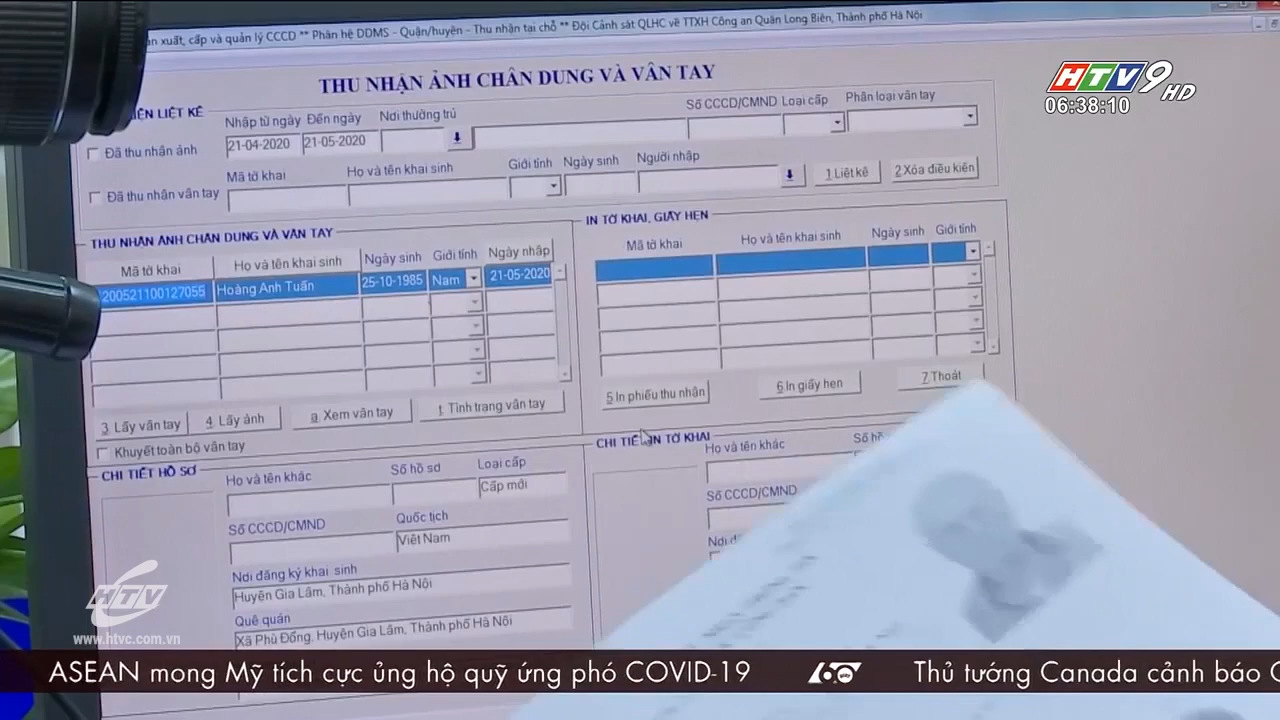 ản xuất, cấp và quản lý CCCD ** Phân hệ DDMS - Quận/huyện - Thu nhận tại chỗ ** Đội Cảnh sát QLHC về TTXH Công an Quận Long Biên, Thành phố Hà Nội
THU NHẬN ẢNH CHÂN DUNG VÀ VÂN TAY
HTV9 HD
06:38:10
IỆN LIỆT KÊ
Nhập từ ngày Đến ngày Nơi thường trú Số CCCD/CMND Loại cấp Phân loại vân tay
Đã thu nhận ảnh 21-04-2020 21-05-2020
Mã tờ khai Họ và tên khai sinh Giới tính Ngày sinh Người nhập
Đã thu nhận vân tay 1 Liệt kê 2 Xóa điều kiện
THU NHẬN ẢNH CHÂN DUNG VÀ VÂN TAY
IN TỜ KHAI, GIẤY HẸN
Mã tờ khai Họ và tên khai sinh Ngày sinh Giới tính Ngày nhập
200521100127055 Hoàng Anh Tuấn 25-10-1985 Nam 21-05-2020
Mã tờ khai Họ và tên khai sinh Ngày sinh Giới tính
3 Lấy vân tay 4 Lấy ảnh a Xem vân tay t Tình trạng vân tay
5 In phiếu thu nhận 6 In giấy hẹn 7 Thoát
Khuyết toàn bộ vân tay
CHI TIẾT HỒ SƠ
Họ và tên khác Số hồ sơ Loại cấp
Cấp mới
Số CCCD/CMND Quốc tịch
Việt Nam
Nơi đăng ký khai sinh
Huyện Gia Lâm, Thành phố Hà Nội
Quê quán
Xã Phù Đổng, Huyện Gia Lâm, Thành phố Hà Nội
CHI TIẾ IN TỜ KHAI
Họ và tên khác Số h
Số CCCD/CMND
Nơi đ
HTV
www.htvc.com.vn
ASEAN mong Mỹ tích cực ủng hộ quỹ ứng phó COVID-19 60 giây Thủ tướng Canada cảnh báo